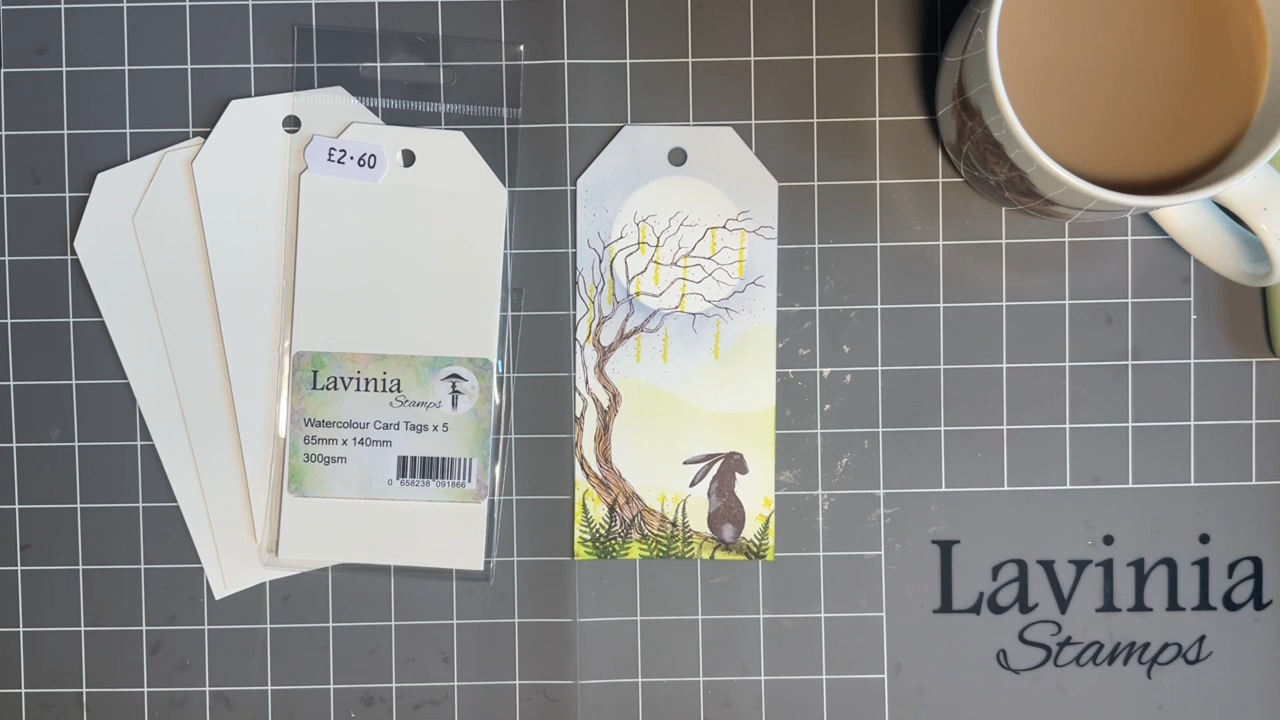 £2.60
Lavinia
Stamps
Watercolour Card Tags x 5
65mm x 140mm
300gsm
0 658238 091866
Lavinia
Stamps